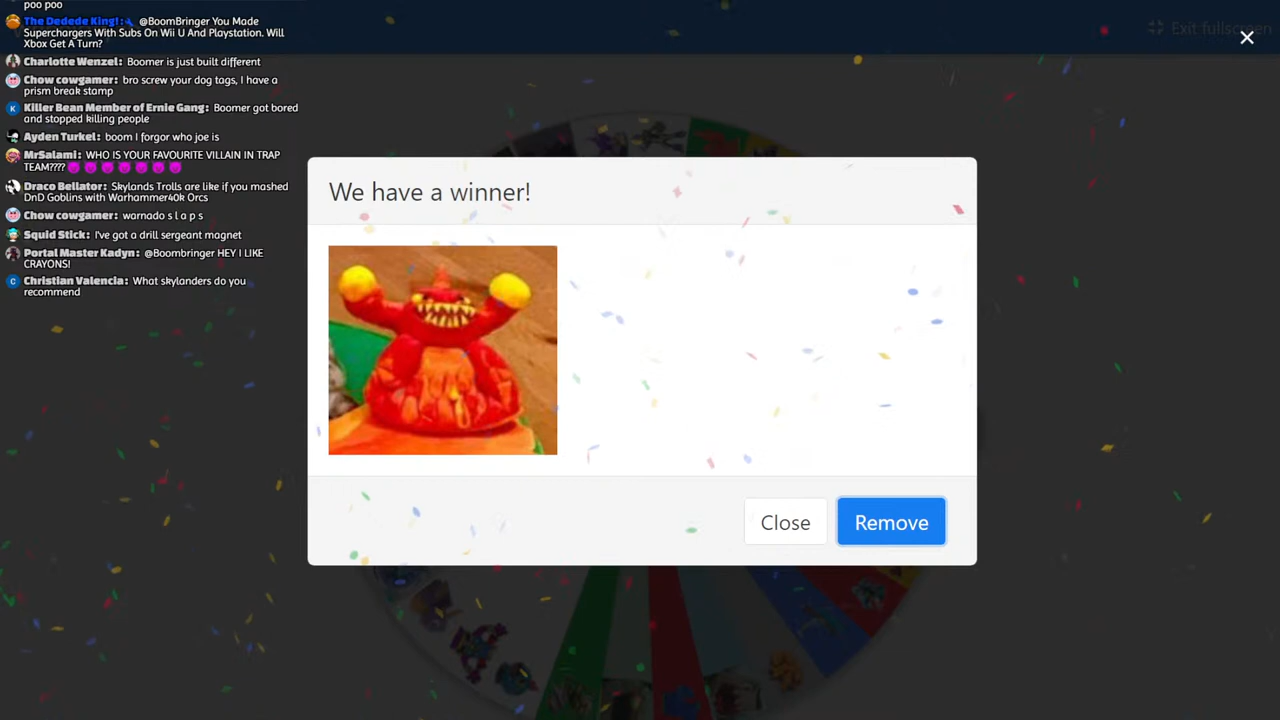 poo poo
The Dedede King!: @BoomBringer You Made
Superchargers With Subs On Wii U And Playstation. Will
Xbox Get A Turn?
Charlotte Wenzel: Boomer is just built different
Chow cowgamer: bro screw your dog tags, I have a
prism break stamp
K Killer Bean Member of Ernie Gang: Boomer got bored
and stopped killing people
Ayden Turkel: boom I forgor who joe is
MrSalami: WHO IS YOUR FAVOURITE VILLAIN IN TRAP
TEAM???? 😈 😈 😈 😈 😈 😈 😈
Draco Bellator: Skylands Trolls are like if you mashed
DnD Goblins with Warhammer40k Orcs
Chow cowgamer: warnado s l a p s
Squid Stick: I've got a drill sergeant magnet
Portal Master Kadyn: @Boombringer HEY I LIKE
CRAYONS!
C Christian Valencia: What skylanders do you
recommend
Exit fullscreen
×
We have a winner!
Close
Remove